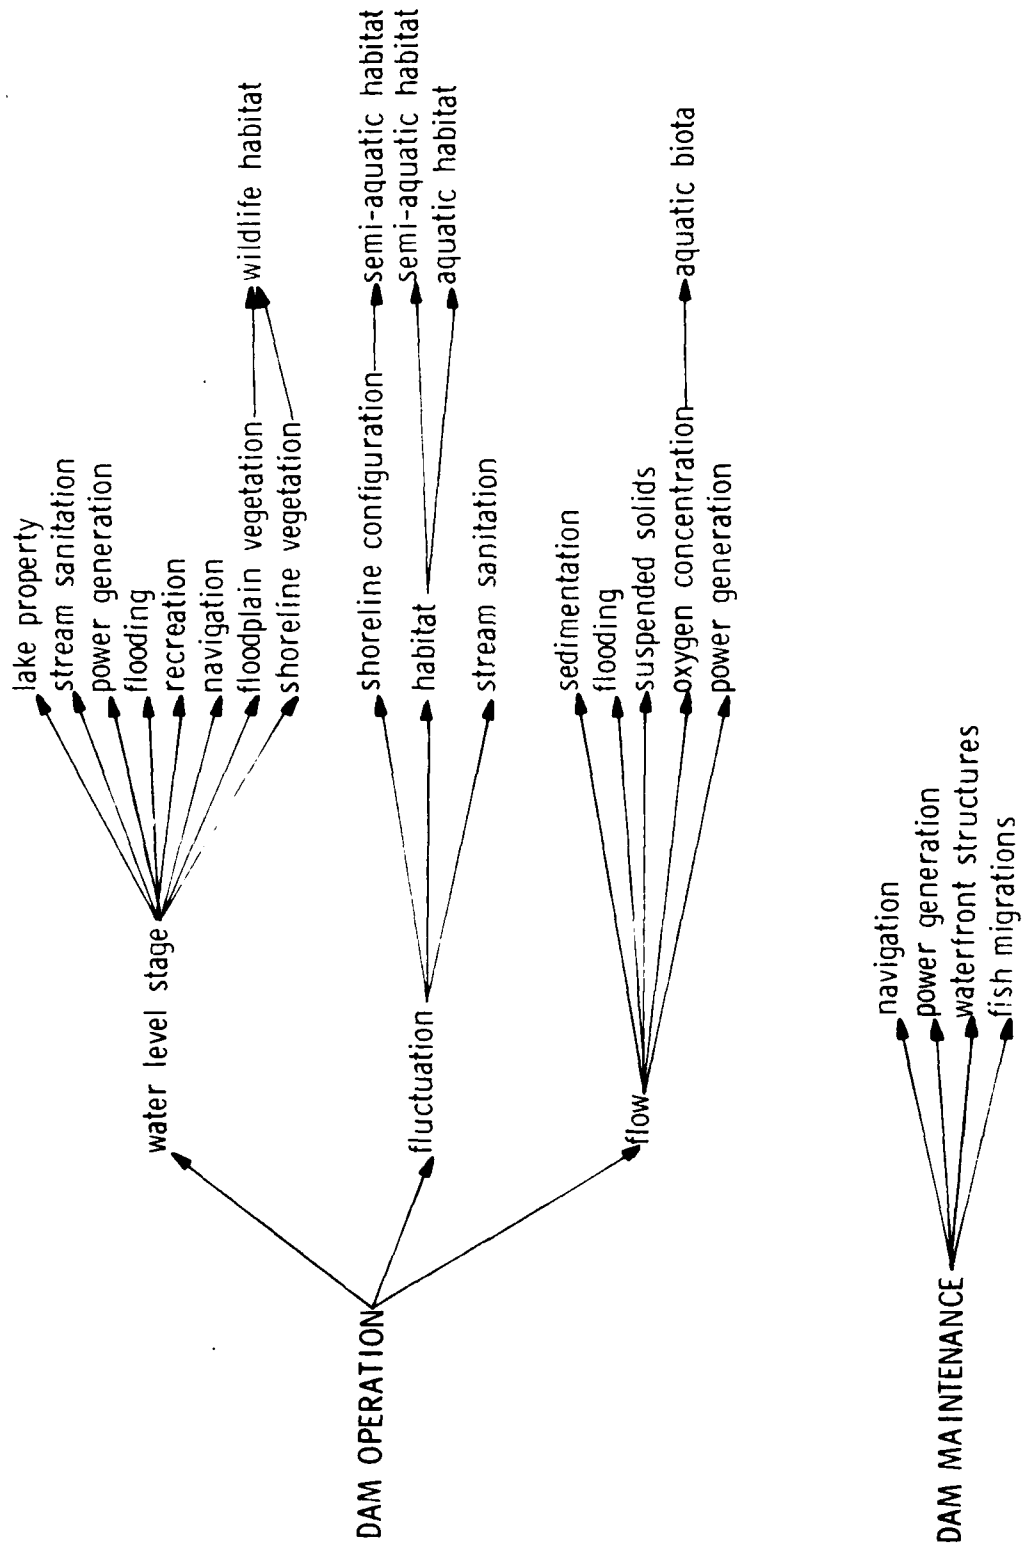 DAM OPERATION
water level stage
lake property
stream sanitation
power generation
flooding
recreation
navigation
floodplain vegetation
shoreline vegetation
wildlife habitat
fluctuation
shoreline configuration
semi-aquatic habitat
habitat
semi-aquatic habitat
aquatic habitat
stream sanitation
flow
sedimentation
flooding
suspended solids
oxygen concentration
aquatic biota
power generation
DAM MAINTENANCE
navigation
power generation
waterfront structures
fish migrations